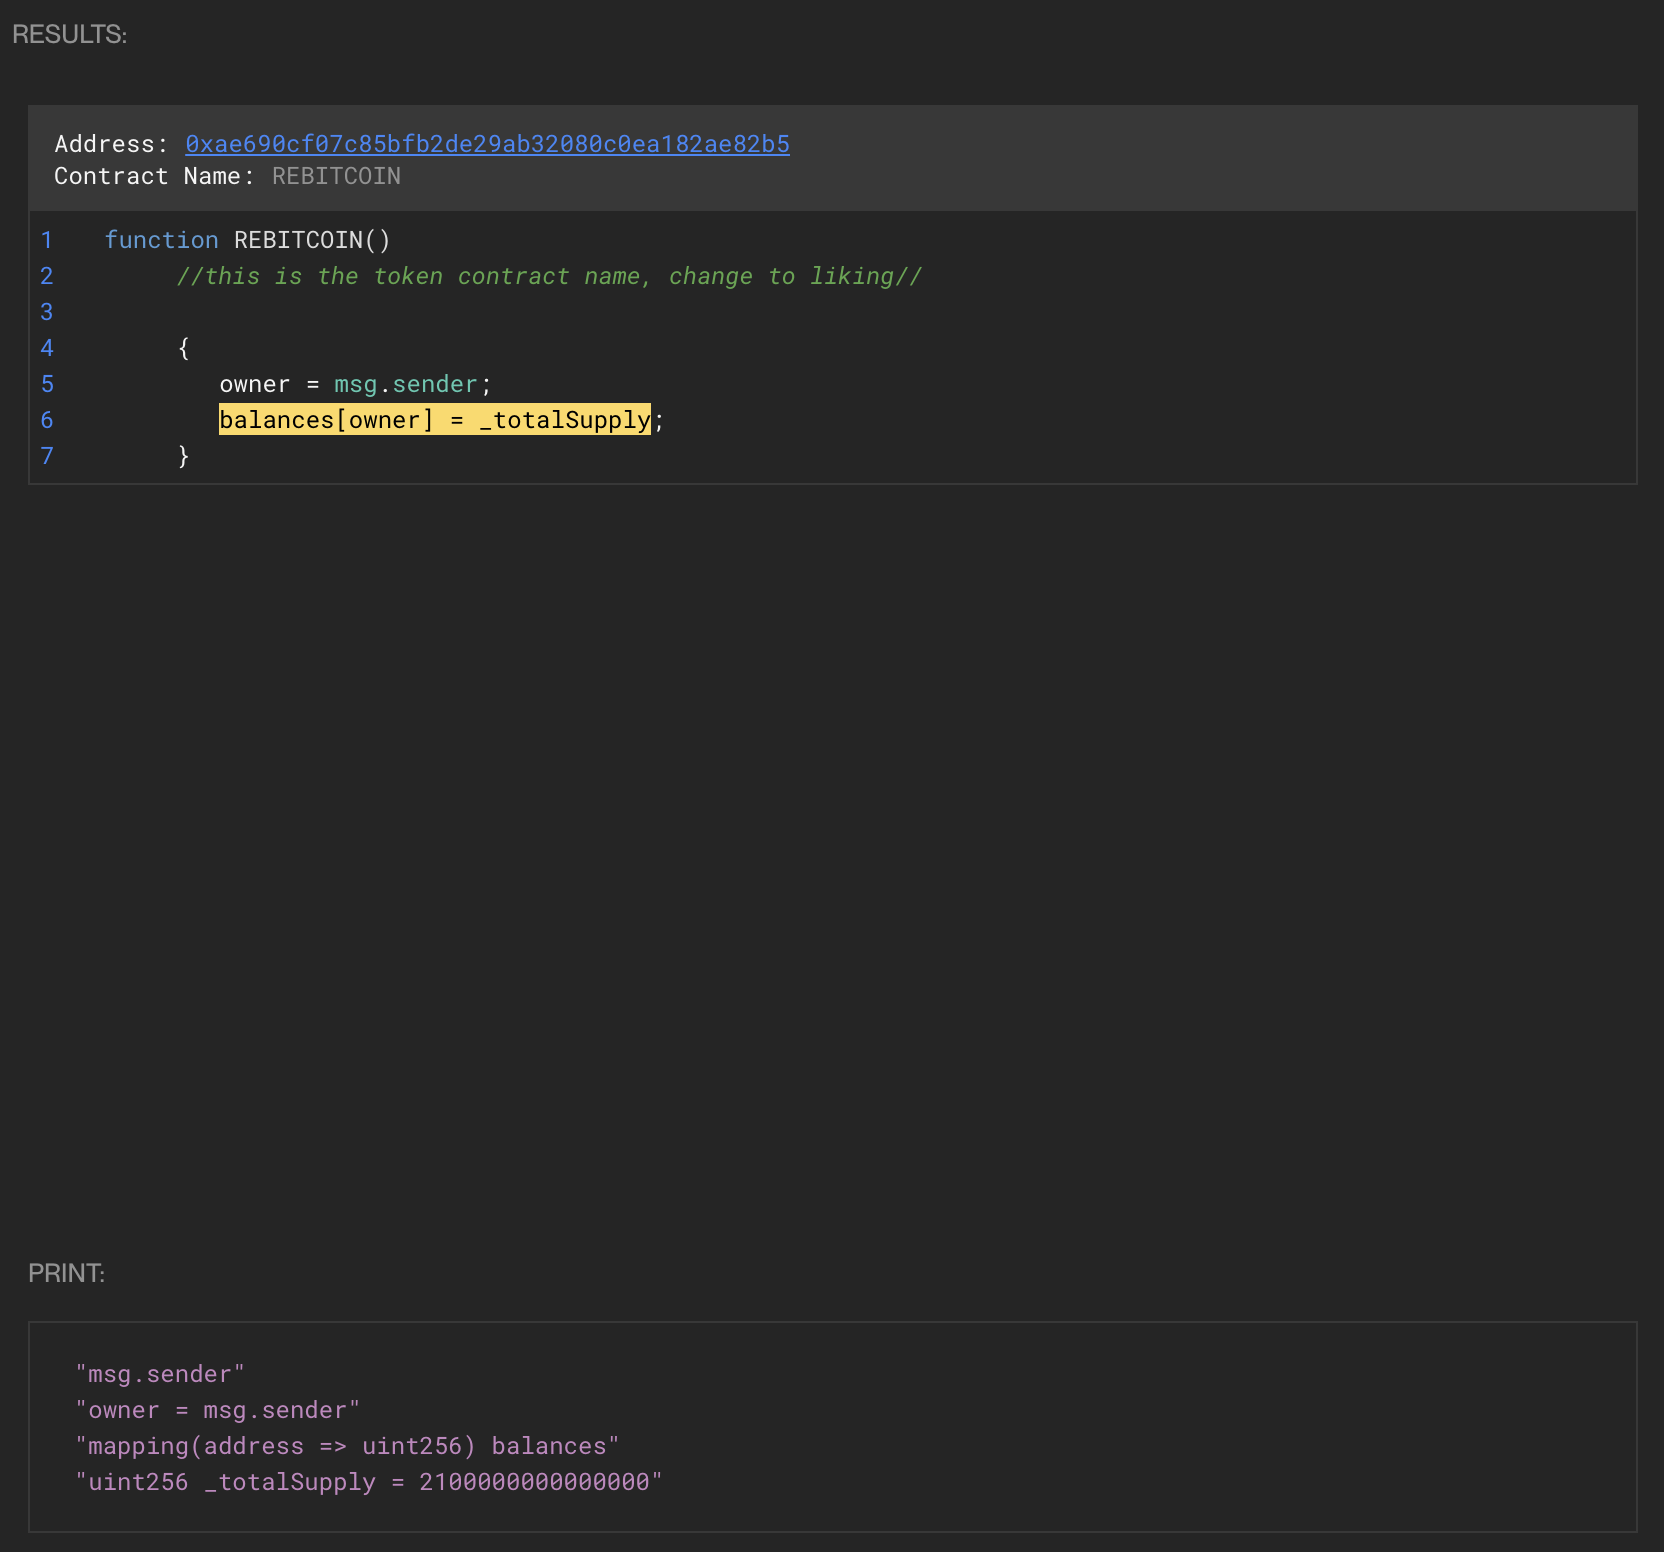 RESULTS:
Address: 0xae690cf07c85bfb2de29ab32080c0ea182ae82b5
Contract Name: REBITCOIN
1 function REBITCOIN()
2 //this is the token contract name, change to liking//
3
4 {
5 owner = msg.sender;
6 balances[owner] = _totalSupply;
7 }
PRINT:
"msg.sender"
"owner = msg.sender"
"mapping(address => uint256) balances"
"uint256 _totalSupply = 2100000000000000"